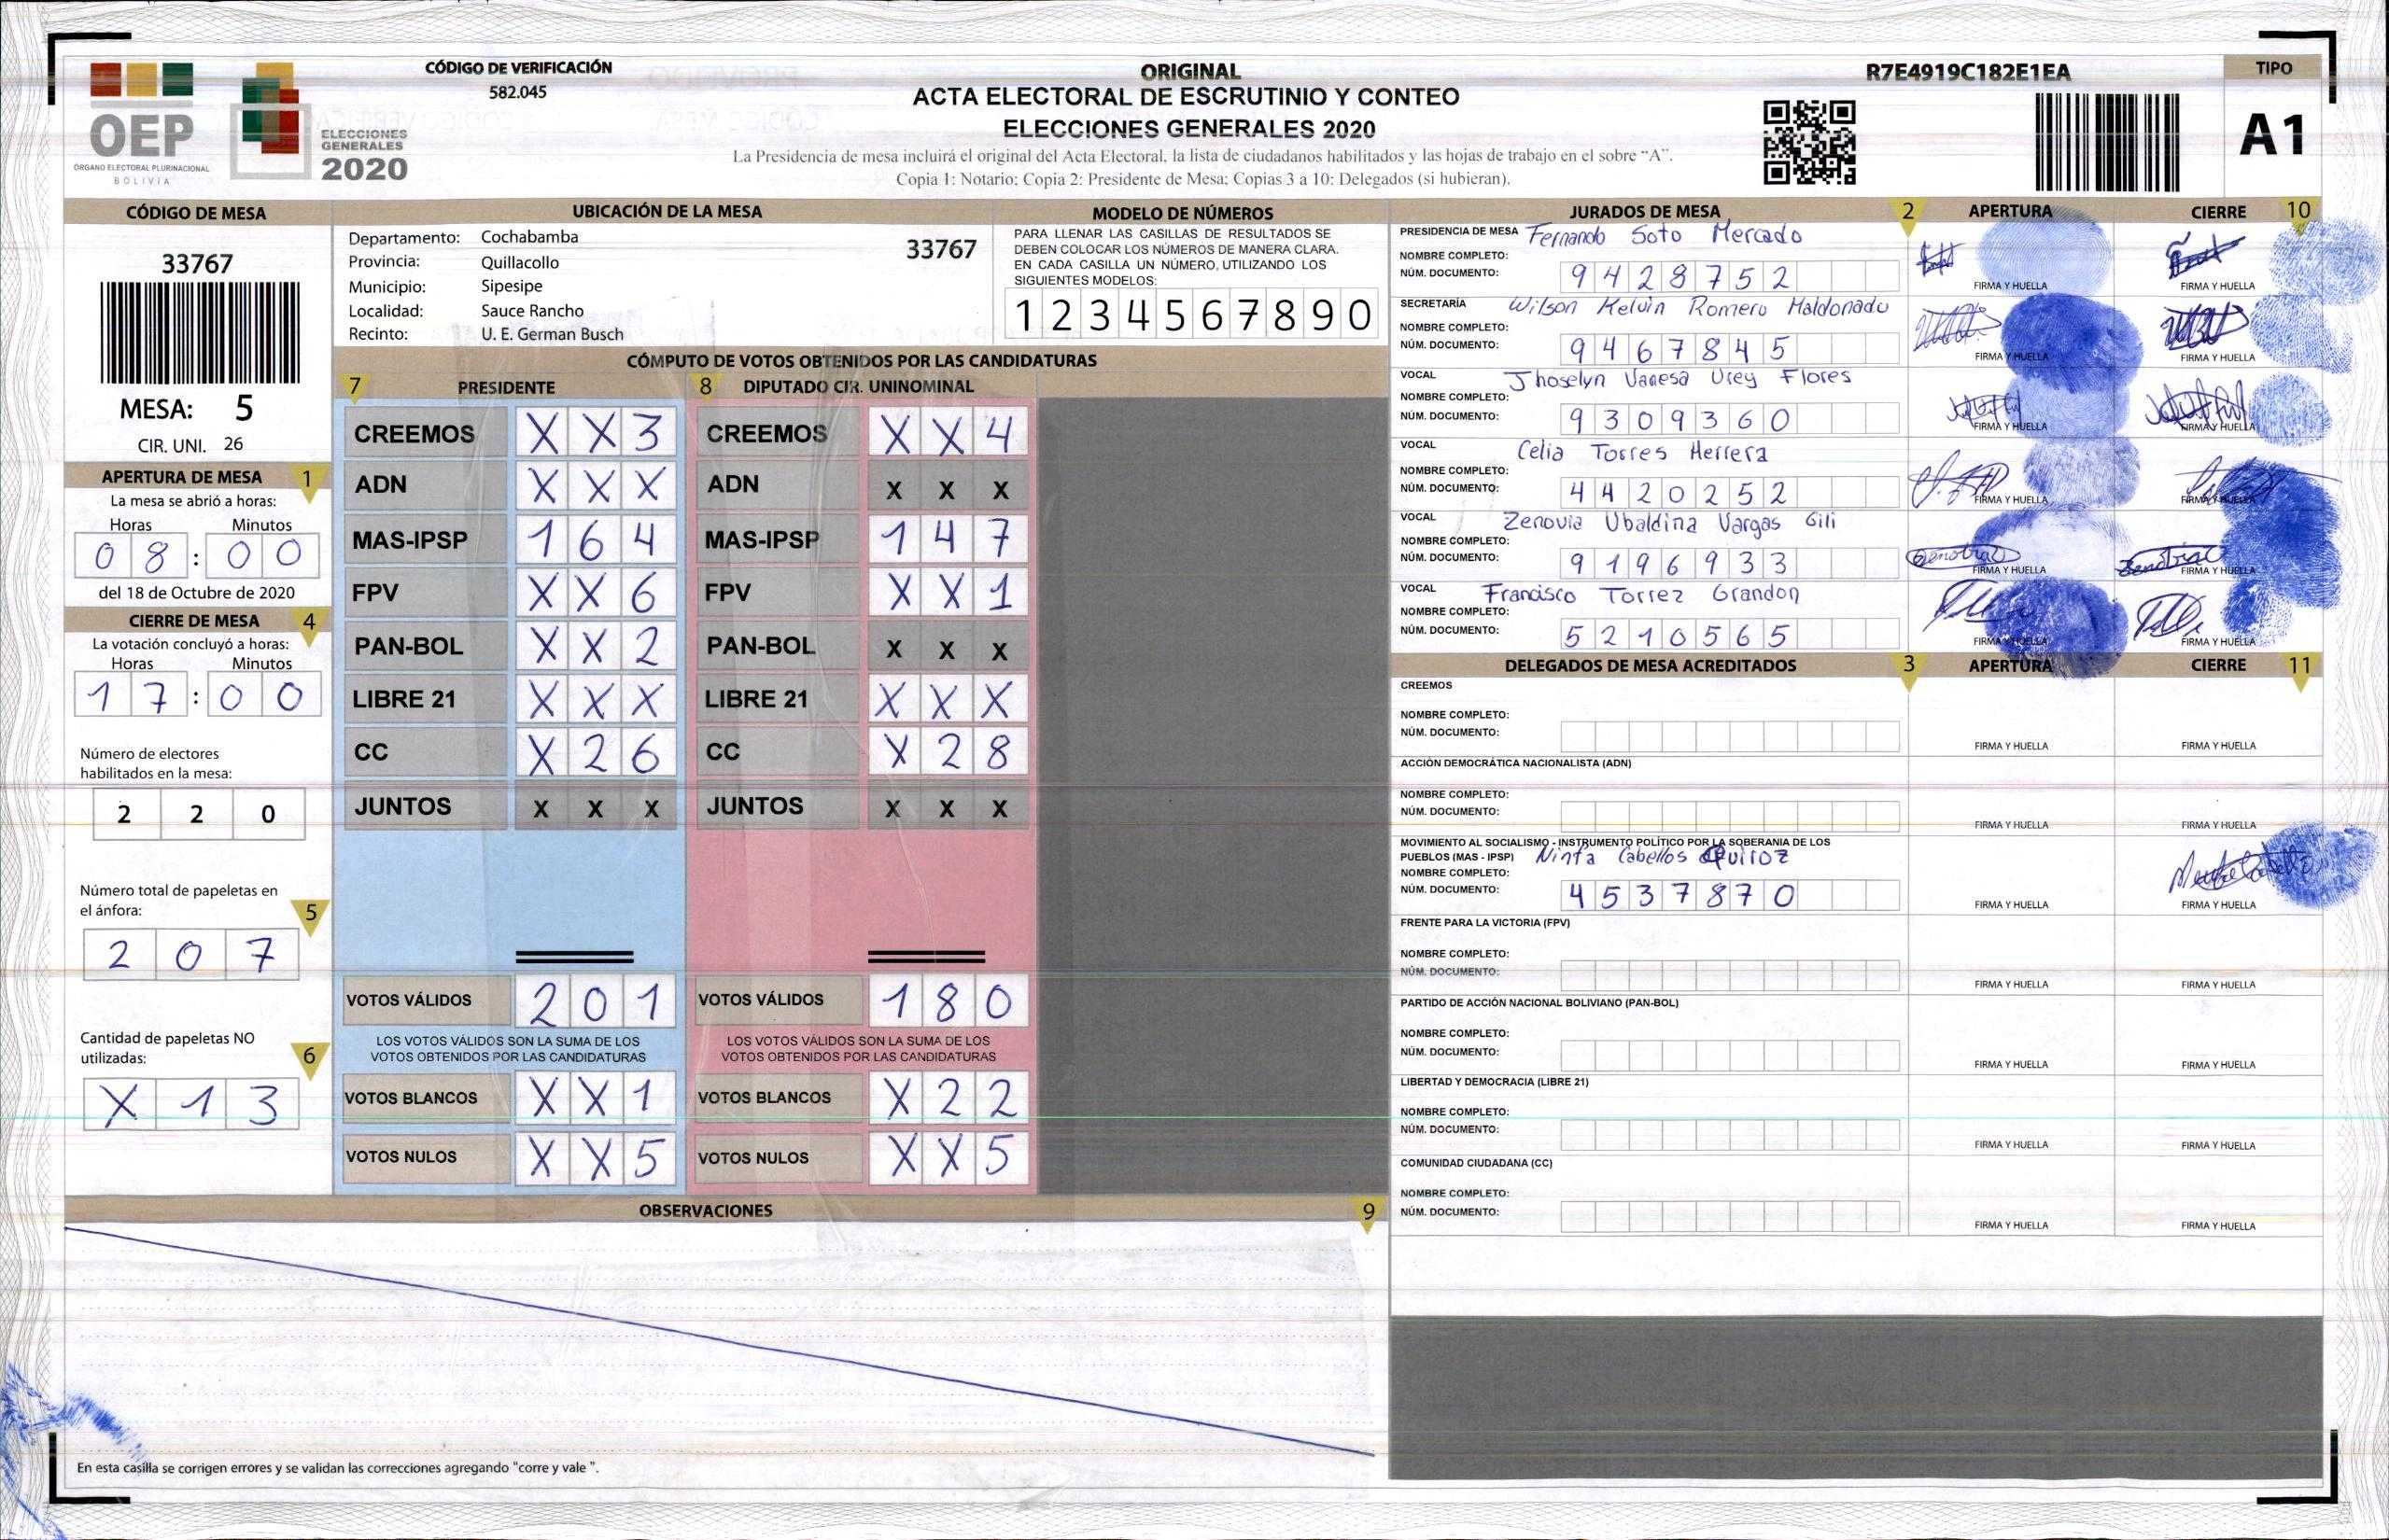 OEP
ÓRGANO ELECTORAL PLURINACIONAL
BOLIVIA
ELECCIONES
GENERALES
2020
CÓDIGO DE VERIFICACIÓN
582.045
ORIGINAL
ACTA ELECTORAL DE ESCRUTINIO Y CONTEO
ELECCIONES GENERALES 2020
La Presidencia de mesa incluirá el original del Acta Electoral, la lista de ciudadanos habilitados y las hojas de trabajo en el sobre “A”.
Copia 1: Notario; Copia 2: Presidente de Mesa; Copias 3 a 10: Delegados (si hubieran).
R7E4919C182E1EA
TIPO
A1
CÓDIGO DE MESA
33767
MESA: 5
CIR. UNI. 26
APERTURA DE MESA 1
La mesa se abrió a horas:
Horas Minutos
0 8 : 0 0
del 18 de Octubre de 2020
CIERRE DE MESA 4
La votación concluyó a horas:
Horas Minutos
1 7 : 0 0
Número de electores
habilitados en la mesa:
2 2 0
Número total de papeletas en
el ánfora: 5
2 0 7
Cantidad de papeletas NO
utilizadas: 6
X 1 3
UBICACIÓN DE LA MESA
Departamento: Cochabamba 33767
Provincia: Quillacollo
Municipio: Sipesipe
Localidad: Sauce Rancho
Recinto: U. E. German Busch
MODELO DE NÚMEROS
PARA LLENAR LAS CASILLAS DE RESULTADOS SE
DEBEN COLOCAR LOS NÚMEROS DE MANERA CLARA.
EN CADA CASILLA UN NÚMERO, UTILIZANDO LOS
SIGUIENTES MODELOS:
1 2 3 4 5 6 7 8 9 0
CÓMPUTO DE VOTOS OBTENIDOS POR LAS CANDIDATURAS
7 PRESIDENTE 8 DIPUTADO CIR. UNINOMINAL
CREEMOS X X 3 CREEMOS X X 4
ADN X X X ADN X X X
MAS-IPSP 1 6 4 MAS-IPSP 1 4 7
FPV X X 6 FPV X X 1
PAN-BOL X X 2 PAN-BOL X X X
LIBRE 21 X X X LIBRE 21 X X X
CC X 2 6 CC X 2 8
JUNTOS X X X JUNTOS X X X
VOTOS VÁLIDOS 2 0 1 VOTOS VÁLIDOS 1 8 0
LOS VOTOS VÁLIDOS SON LA SUMA DE LOS LOS VOTOS VÁLIDOS SON LA SUMA DE LOS
VOTOS OBTENIDOS POR LAS CANDIDATURAS VOTOS OBTENIDOS POR LAS CANDIDATURAS
VOTOS BLANCOS X X 1 VOTOS BLANCOS X 2 2
VOTOS NULOS X X 5 VOTOS NULOS X X 5
OBSERVACIONES 9
En esta casilla se corrigen errores y se validan las correcciones agregando "corre y vale ".
JURADOS DE MESA 2 APERTURA CIERRE 10
PRESIDENCIA DE MESA Fernando Soto Mercado
NOMBRE COMPLETO:
NÚM. DOCUMENTO: 9 4 2 8 7 5 2
FIRMA Y HUELLA FIRMA Y HUELLA
SECRETARÍA Wilson Kelvin Romero Maldonado
NOMBRE COMPLETO:
NÚM. DOCUMENTO: 9 4 6 7 8 4 5
FIRMA Y HUELLA FIRMA Y HUELLA
VOCAL Jhoselyn Vanesa Urey Flores
NOMBRE COMPLETO:
NÚM. DOCUMENTO: 9 3 0 9 3 6 0
FIRMA Y HUELLA FIRMA Y HUELLA
VOCAL Celia Torres Herrera
NOMBRE COMPLETO:
NÚM. DOCUMENTO: 4 4 2 0 2 5 2
FIRMA Y HUELLA FIRMA Y HUELLA
VOCAL Zenovia Ubaldina Vargas Gili
NOMBRE COMPLETO:
NÚM. DOCUMENTO: 9 1 9 6 9 3 3
FIRMA Y HUELLA FIRMA Y HUELLA
VOCAL Francisco Torrez Grandon
NOMBRE COMPLETO:
NÚM. DOCUMENTO: 5 2 1 0 5 6 5
FIRMA Y HUELLA FIRMA Y HUELLA
DELEGADOS DE MESA ACREDITADOS 3 APERTURA CIERRE 11
CREEMOS
NOMBRE COMPLETO:
NÚM. DOCUMENTO:
FIRMA Y HUELLA FIRMA Y HUELLA
ACCIÓN DEMOCRÁTICA NACIONALISTA (ADN)
NOMBRE COMPLETO:
NÚM. DOCUMENTO:
FIRMA Y HUELLA FIRMA Y HUELLA
MOVIMIENTO AL SOCIALISMO - INSTRUMENTO POLÍTICO POR LA SOBERANIA DE LOS
PUEBLOS (MAS - IPSP) Ninfa Cabellos Quiroz
NOMBRE COMPLETO:
NÚM. DOCUMENTO: 4 5 3 7 8 7 0
FIRMA Y HUELLA FIRMA Y HUELLA
FRENTE PARA LA VICTORIA (FPV)
NOMBRE COMPLETO:
NÚM. DOCUMENTO:
FIRMA Y HUELLA FIRMA Y HUELLA
PARTIDO DE ACCIÓN NACIONAL BOLIVIANO (PAN-BOL)
NOMBRE COMPLETO:
NÚM. DOCUMENTO:
FIRMA Y HUELLA FIRMA Y HUELLA
LIBERTAD Y DEMOCRACIA (LIBRE 21)
NOMBRE COMPLETO:
NÚM. DOCUMENTO:
FIRMA Y HUELLA FIRMA Y HUELLA
COMUNIDAD CIUDADANA (CC)
NOMBRE COMPLETO:
NÚM. DOCUMENTO:
FIRMA Y HUELLA FIRMA Y HUELLA